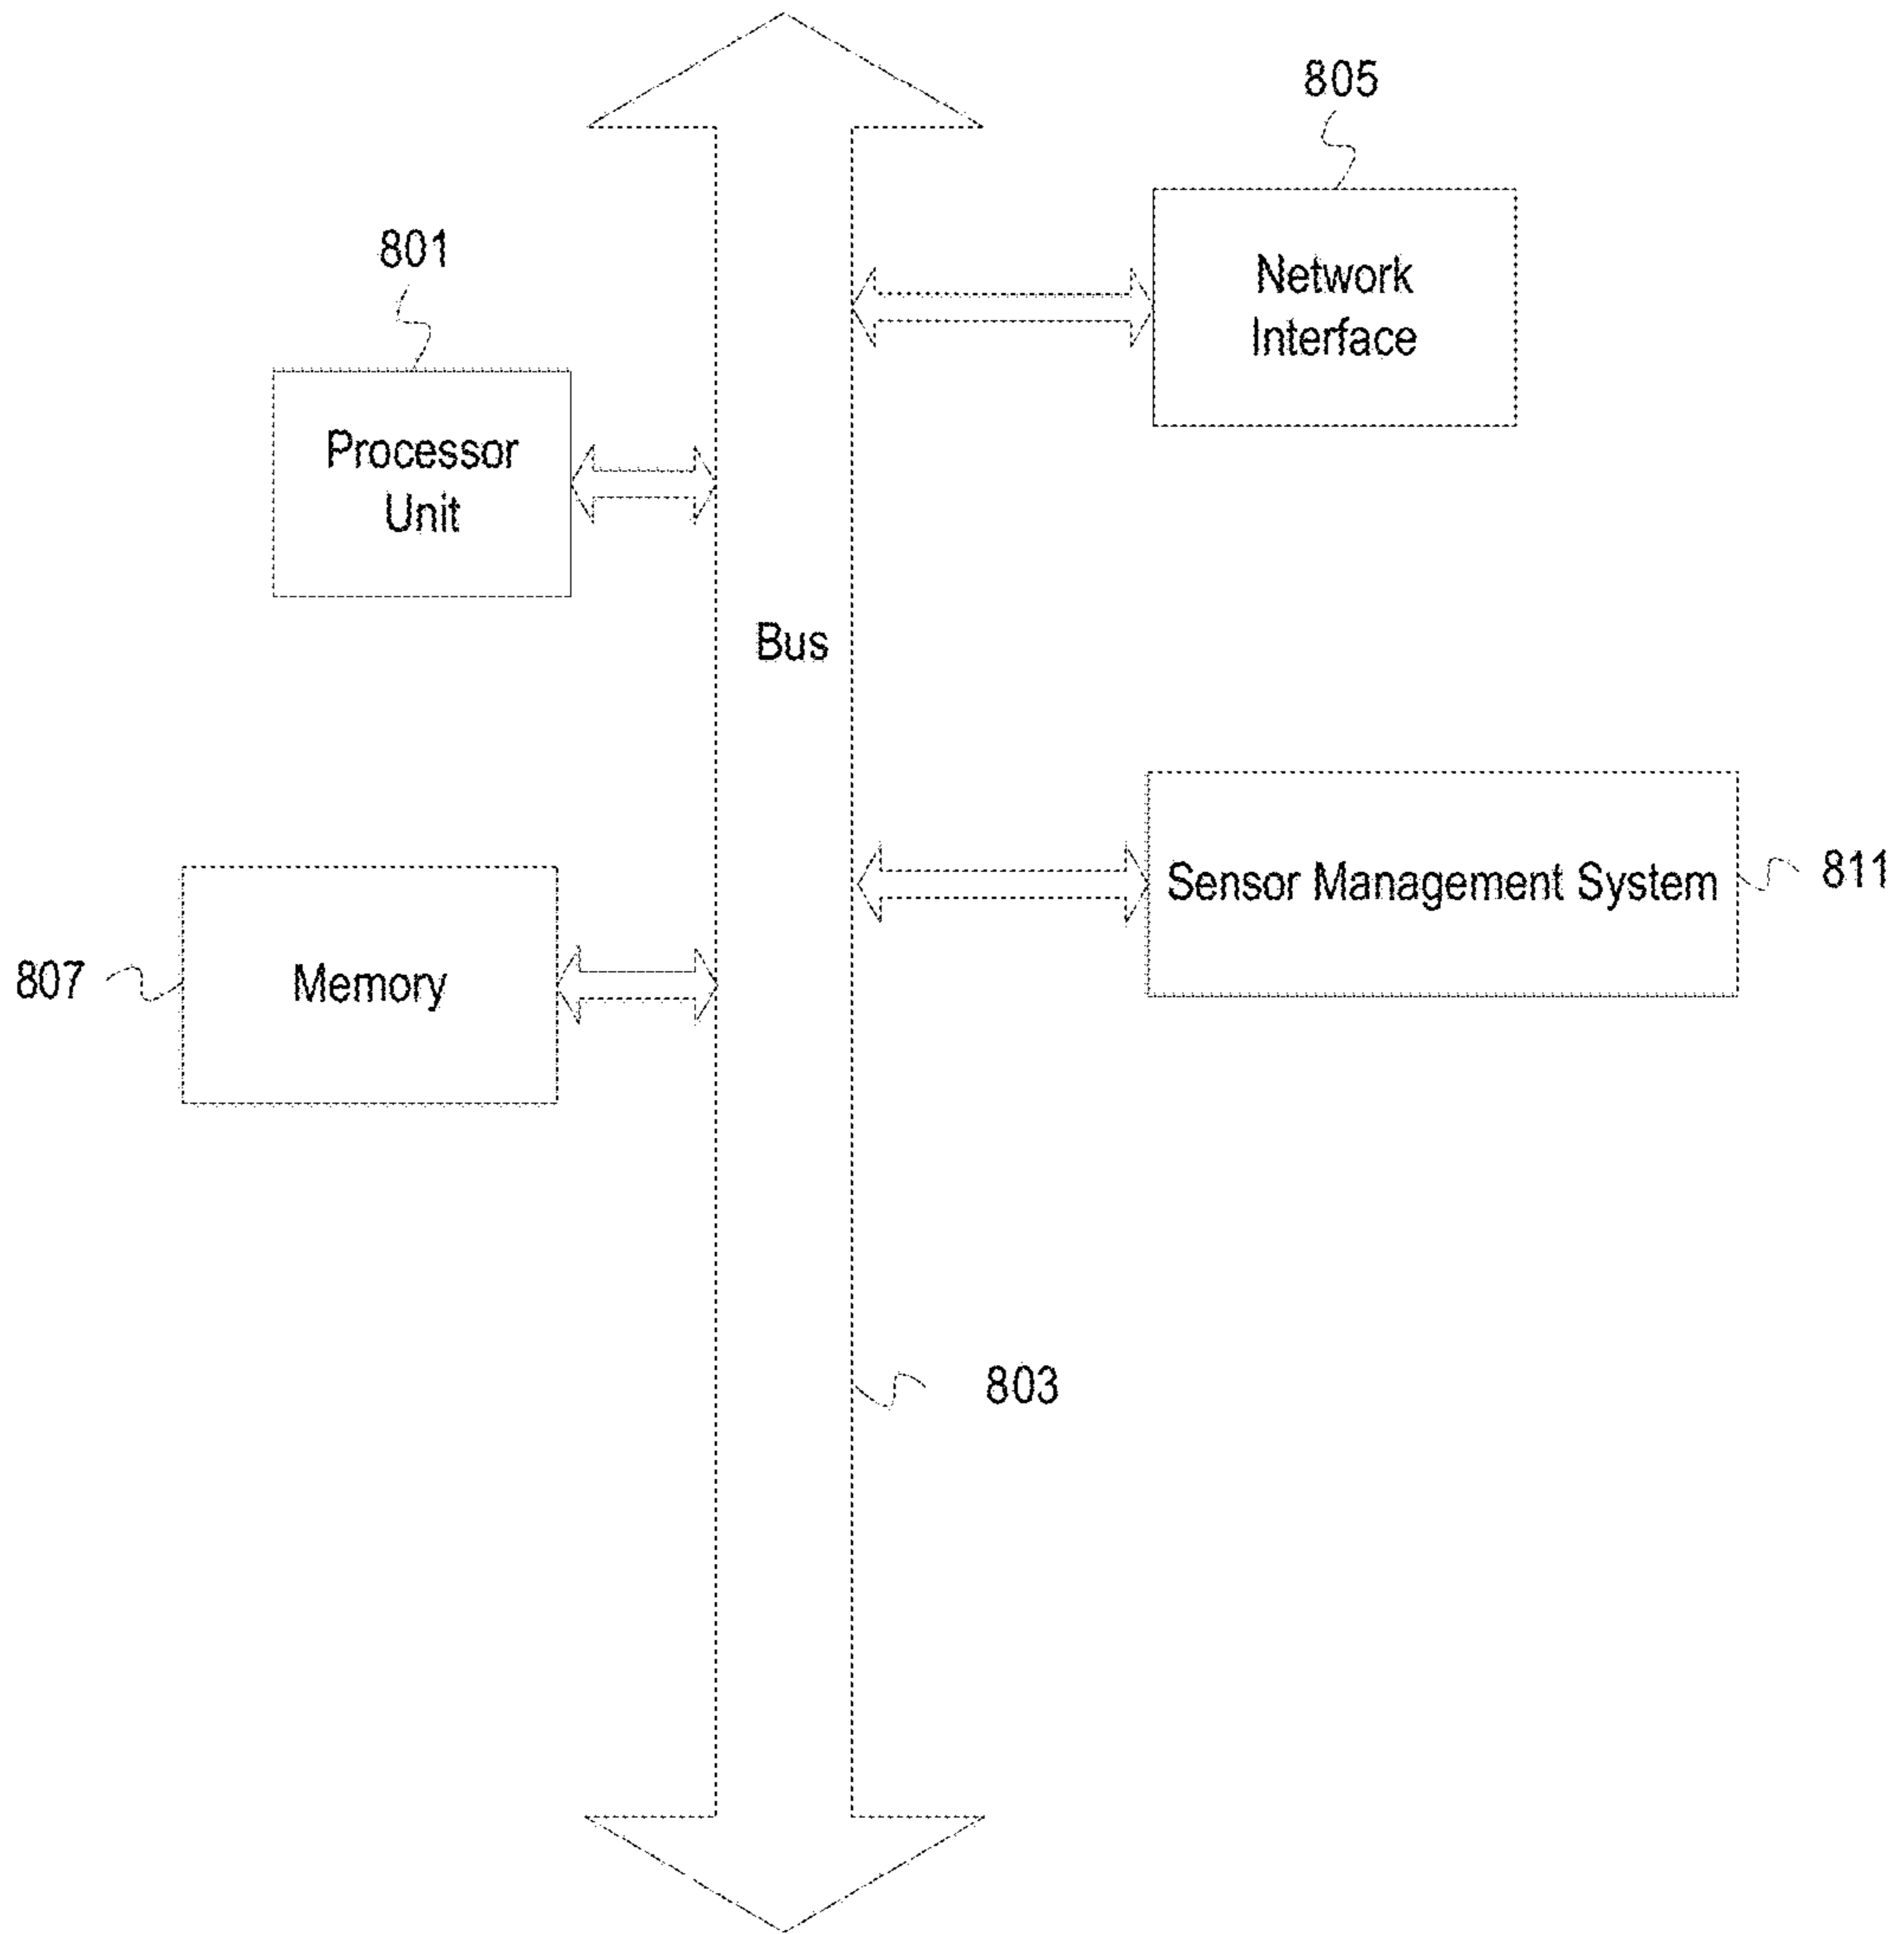 805
Network
Interface
801
Processor
Unit
Bus
Sensor Management System
811
807
Memory
803